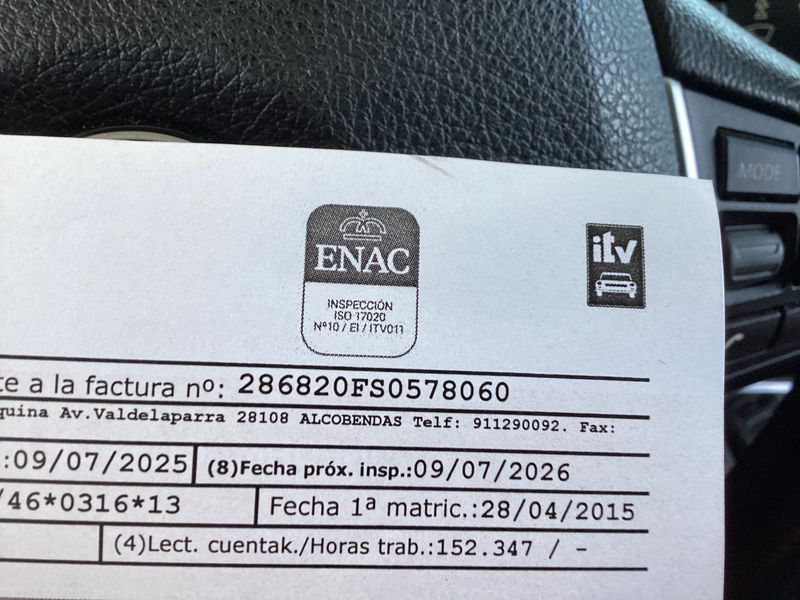 MODE
ENAC
itv
INSPECCIÓN
ISO 17020
Nº10 / EI / ITV011
te a la factura nº: 286820FS0578060
quina Av.Valdelaparra 28108 ALCOBENDAS Telf: 911290092. Fax:
.:09/07/2025 (8)Fecha próx. insp.:09/07/2026
/46*0316*13 Fecha 1ª matric.:28/04/2015
(4)Lect. cuentak./Horas trab.:152.347 / -